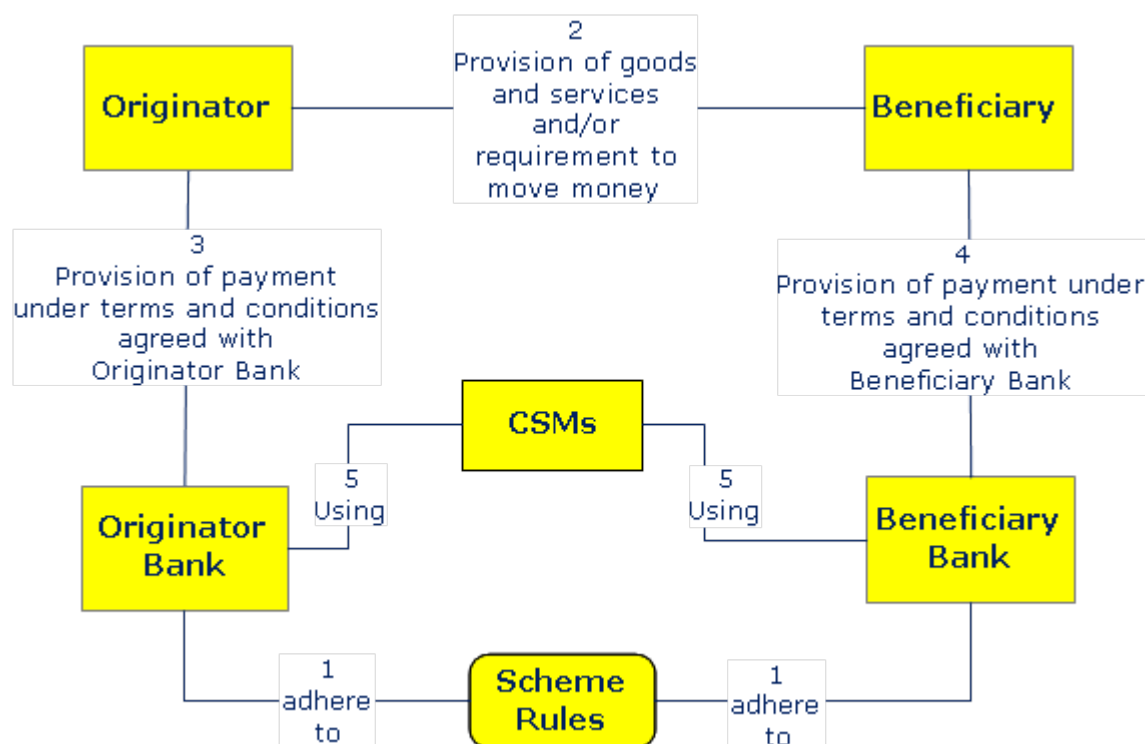 2
Provision of goods
and services
and/or
requirement to
move money
Originator
Beneficiary
3
Provision of payment
under terms and conditions
agreed with
Originator Bank
4
Provision of payment under
terms and conditions
agreed with
Beneficiary Bank
CSMs
5
Using
5
Using
Originator
Bank
Beneficiary
Bank
1
adhere
to
Scheme
Rules
1
adhere
to